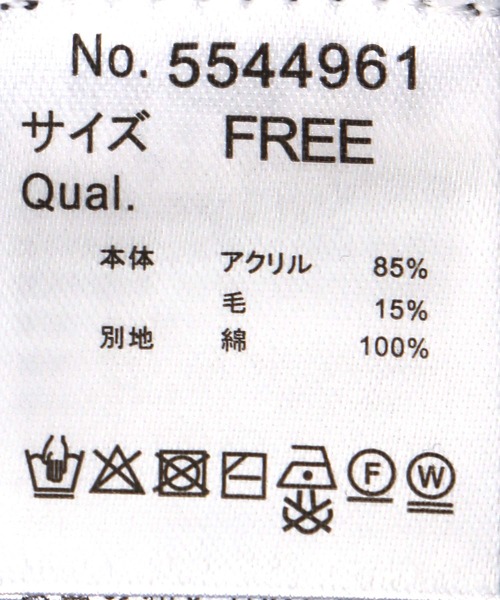 No. 5544961
サイズ FREE
Qual.
本体 アクリル 85%
毛 15%
別地 綿 100%
F W